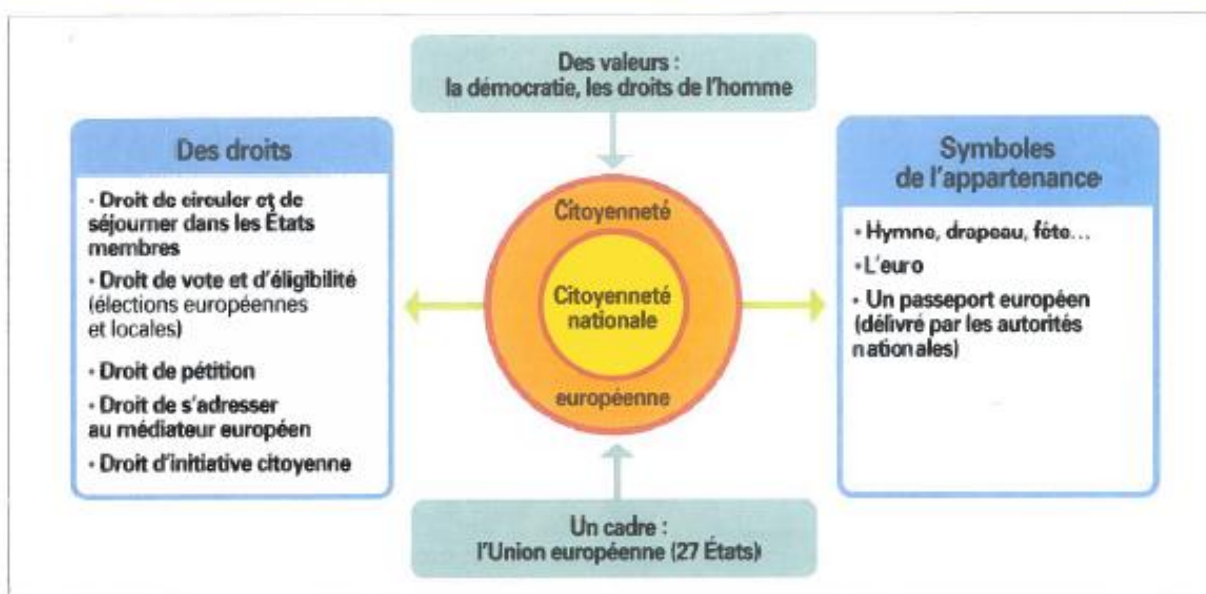 Des valeurs :
la démocratie, les droits de l'homme
Des droits
• Droit de circuler et de
séjourner dans les États
membres
• Droit de vote et d'éligibilité
(élections européennes
et locales)
• Droit de pétition
• Droit de s'adresser
au médiateur européen
• Droit d'initiative citoyenne
Citoyenneté
Citoyenneté
nationale
européenne
Symboles
de l'appartenance
• Hymne, drapeau, fête...
• L'euro
• Un passeport européen
(délivré par les autorités
nationales)
Un cadre :
l'Union européenne (27 États)